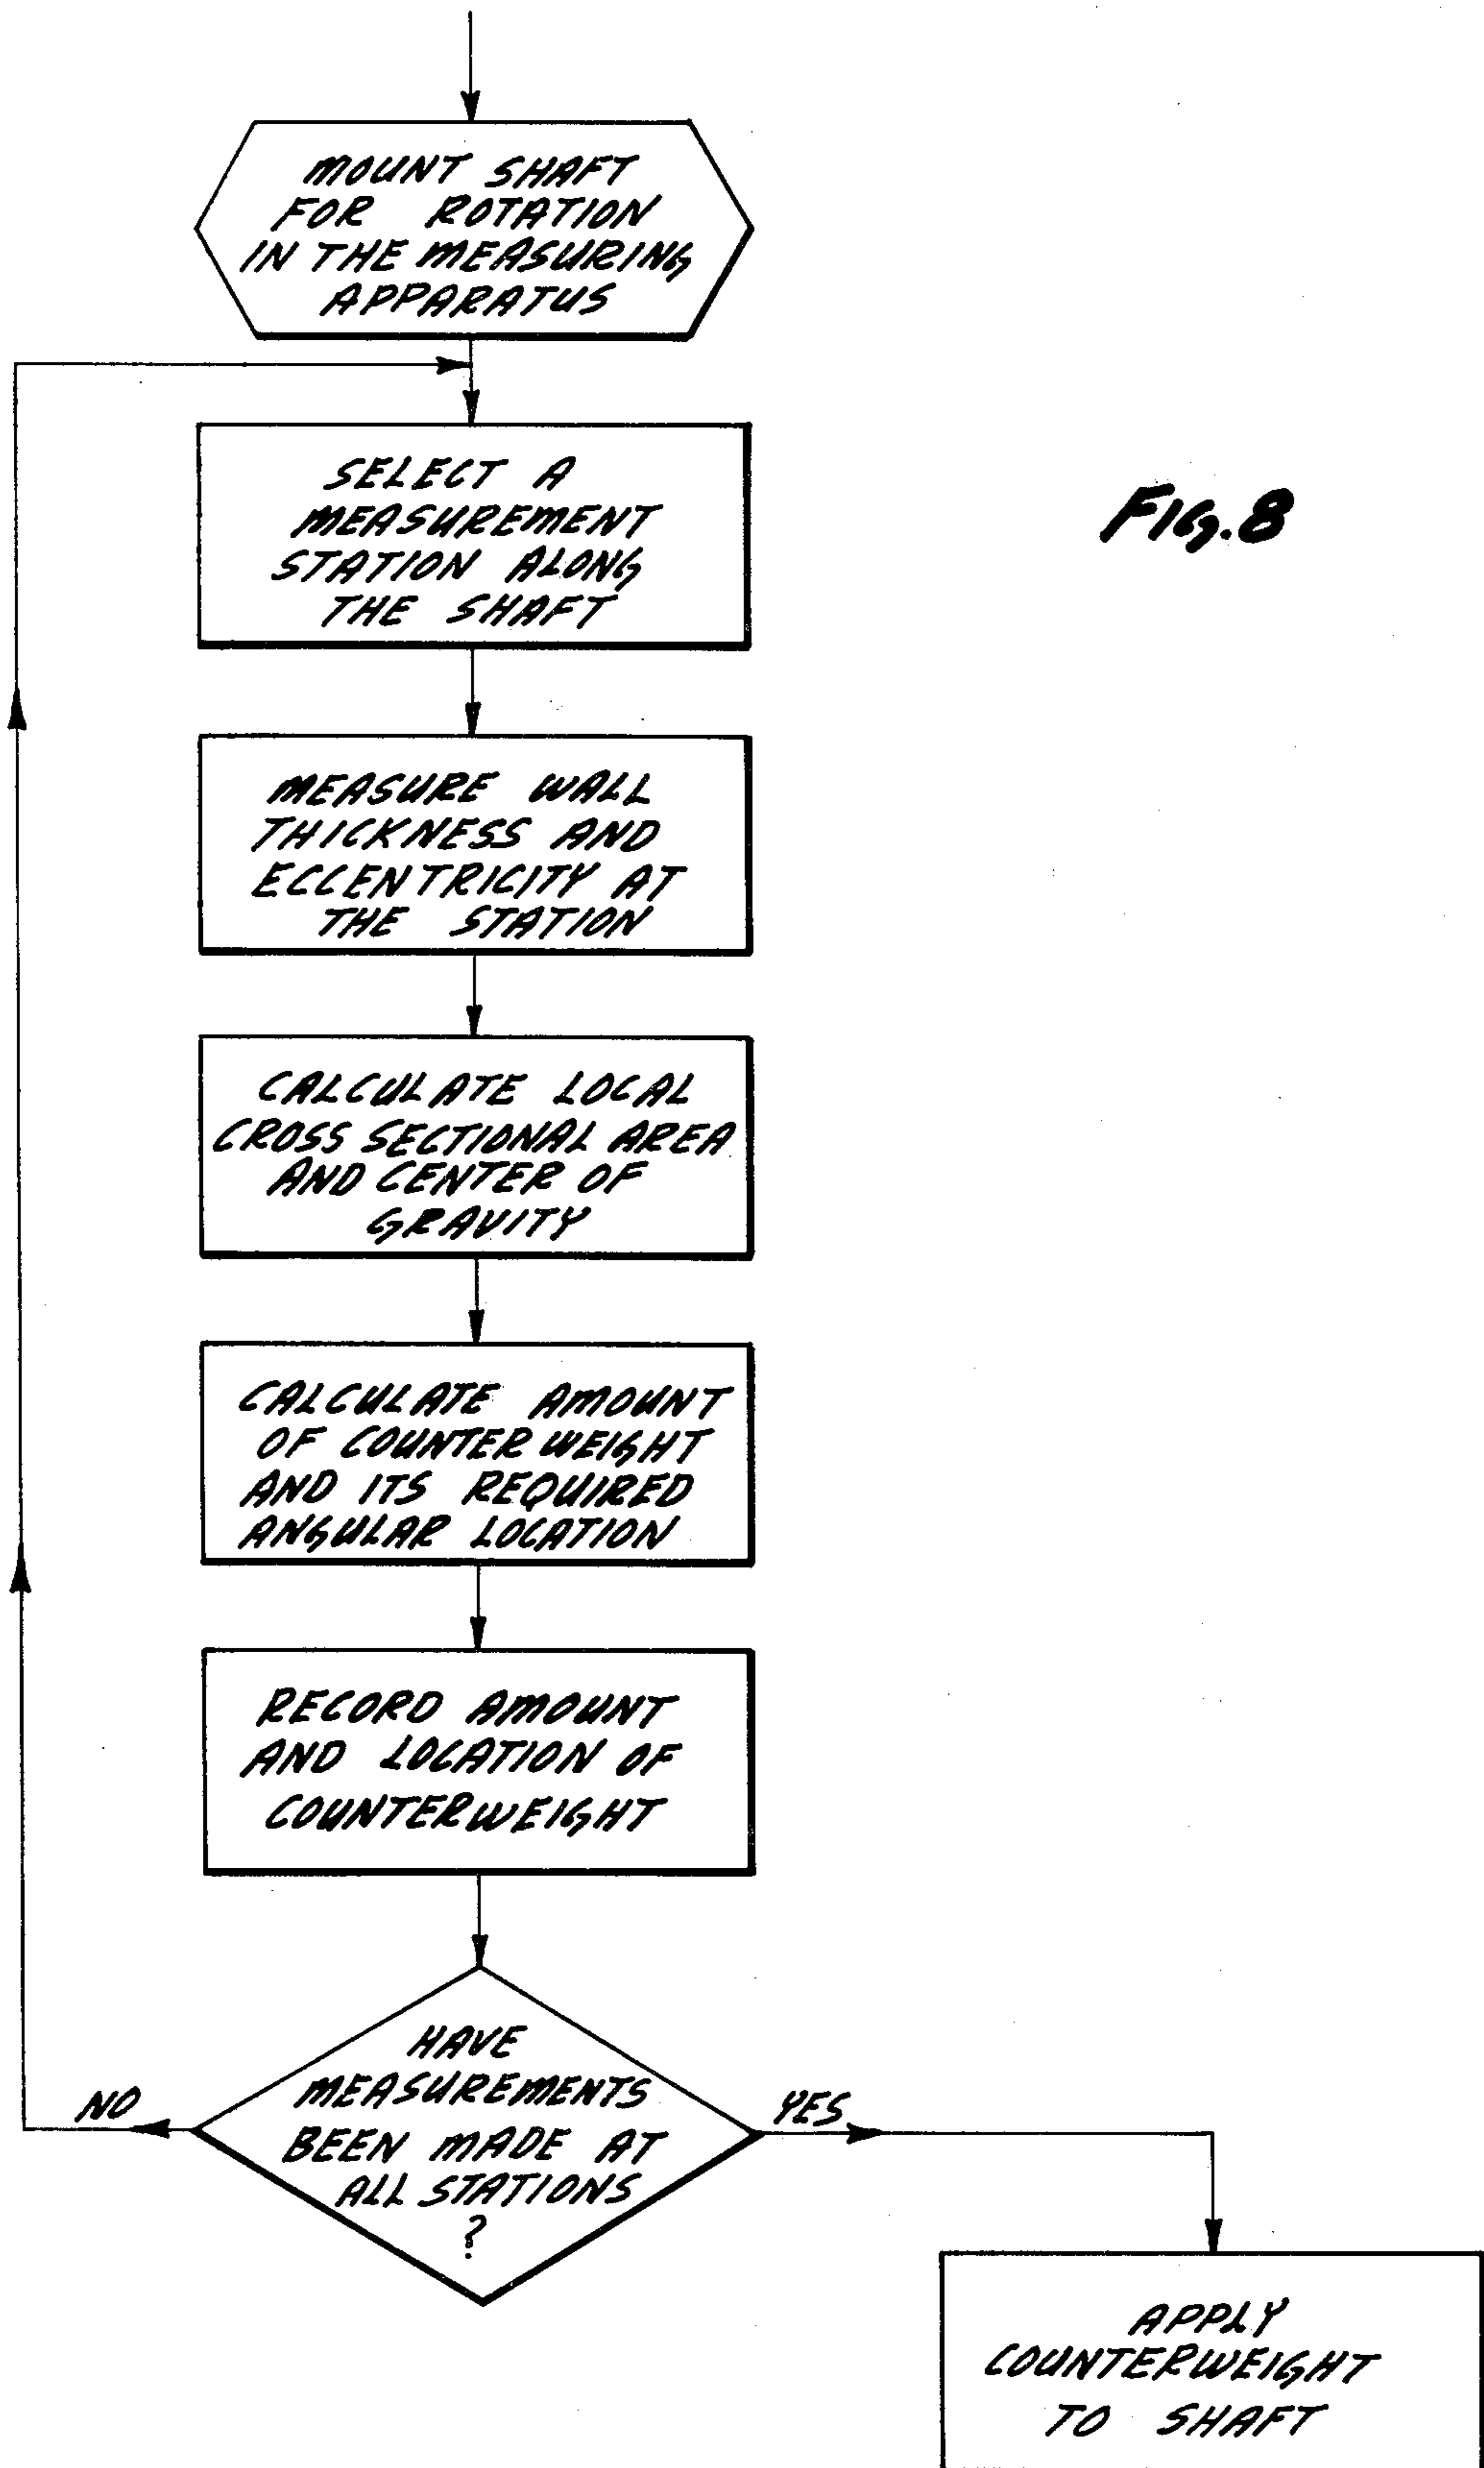 MOUNT SHAFT
FOR ROTATION
IN THE MEASURING
APPARATUS
SELECT A
MEASUREMENT
STATION ALONG
THE SHAFT
FIG.8
MEASURE WALL
THICKNESS AND
ECCENTRICITY AT
THE STATION
CALCULATE LOCAL
CROSS SECTIONAL AREA
AND CENTER OF
GRAVITY
CALCULATE AMOUNT
OF COUNTER WEIGHT
AND ITS REQUIRED
ANGULAR LOCATION
RECORD AMOUNT
AND LOCATION OF
COUNTERWEIGHT
HAVE
MEASUREMENTS
BEEN MADE AT
ALL STATIONS
?
NO
YES
APPLY
COUNTERWEIGHT
TO SHAFT